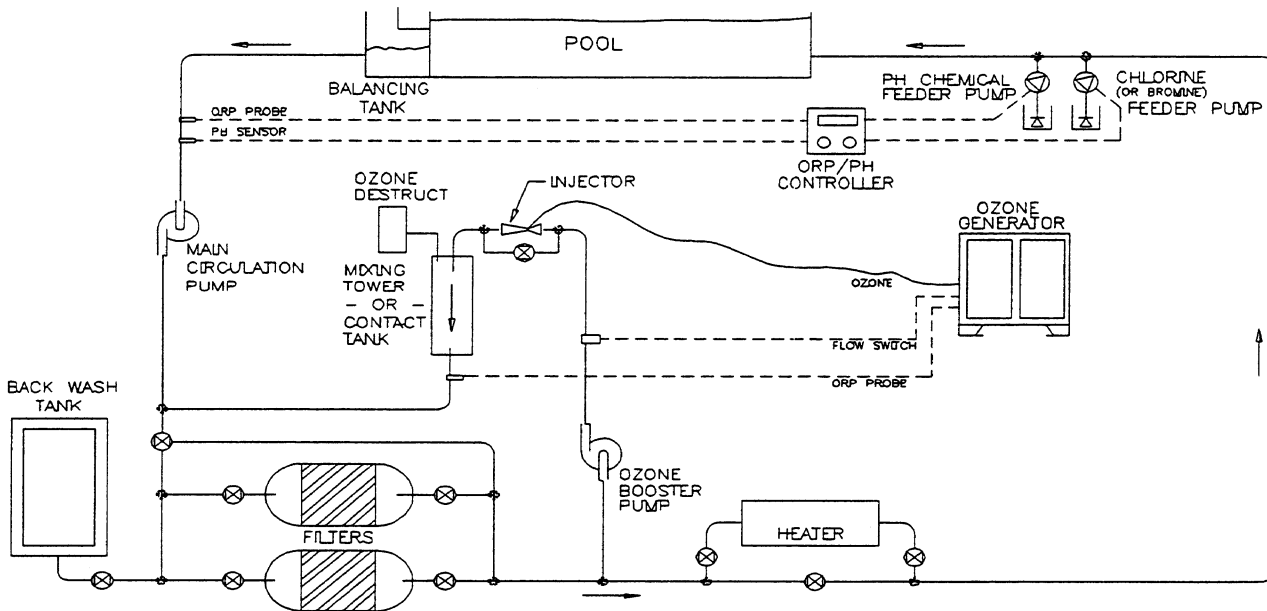 POOL
BALANCING
TANK
PH CHEMICAL
FEEDER PUMP
CHLORINE
(OR BROMINE)
FEEDER PUMP
ORP PROBE
PH SENSOR
ORP/PH
CONTROLLER
OZONE
DESTRUCT
INJECTOR
OZONE
GENERATOR
MAIN
CIRCULATION
PUMP
MIXING
TOWER
- OR -
CONTACT
TANK
OZONE
FLOW SWITCH
ORP PROBE
BACK WASH
TANK
OZONE
BOOSTER
PUMP
FILTERS
HEATER